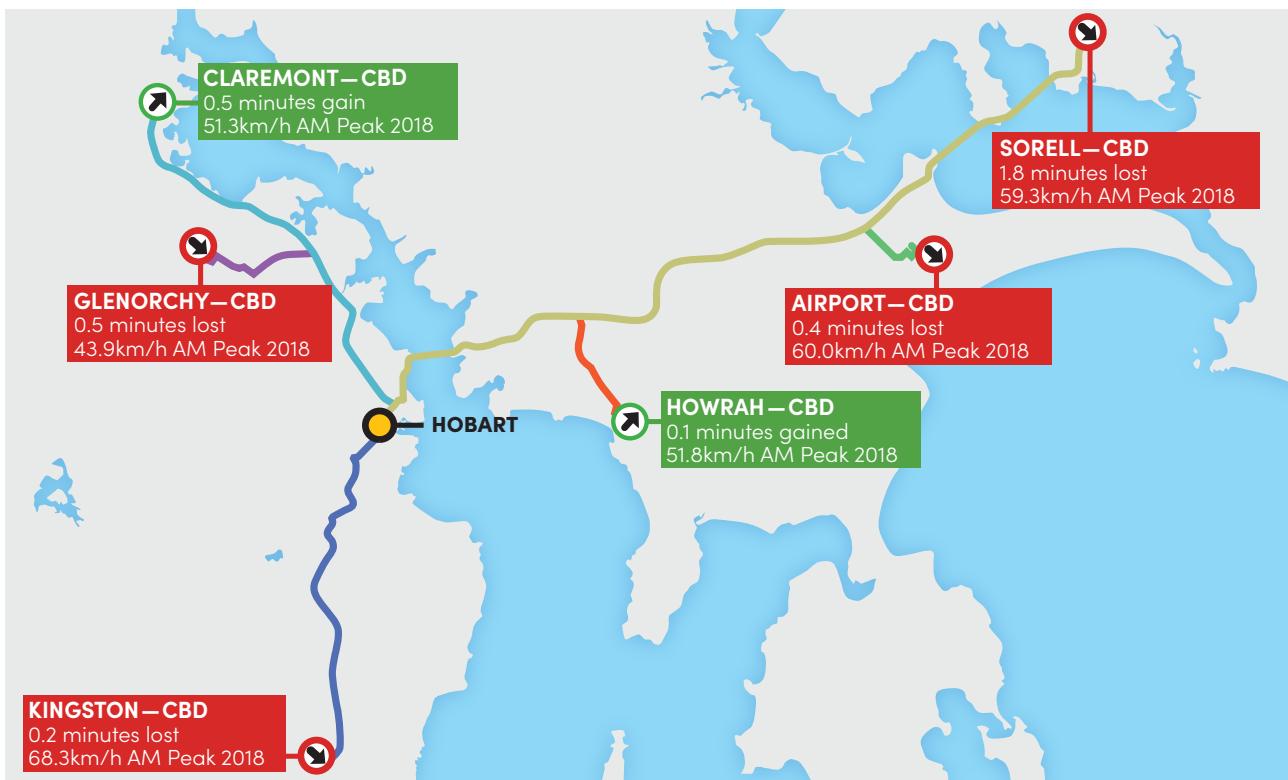 CLAREMONT—CBD
0.5 minutes gain
51.3km/h AM Peak 2018
SORELL—CBD
1.8 minutes lost
59.3km/h AM Peak 2018
GLENORCHY—CBD
0.5 minutes lost
43.9km/h AM Peak 2018
AIRPORT—CBD
0.4 minutes lost
60.0km/h AM Peak 2018
HOBART
HOWRAH—CBD
0.1 minutes gained
51.8km/h AM Peak 2018
KINGSTON—CBD
0.2 minutes lost
68.3km/h AM Peak 2018